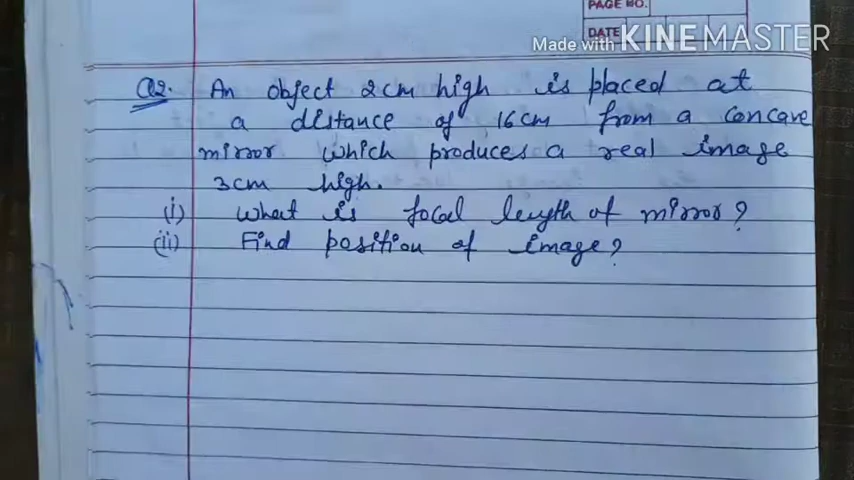 PAGE NO.
DATE
Made with KINEMASTER
Q2. An object 2cm high is placed at
a distance of 16cm from a concave
mirror which produces a real image
3cm high.
(i) What is focal length of mirror?
(ii) Find position of image?